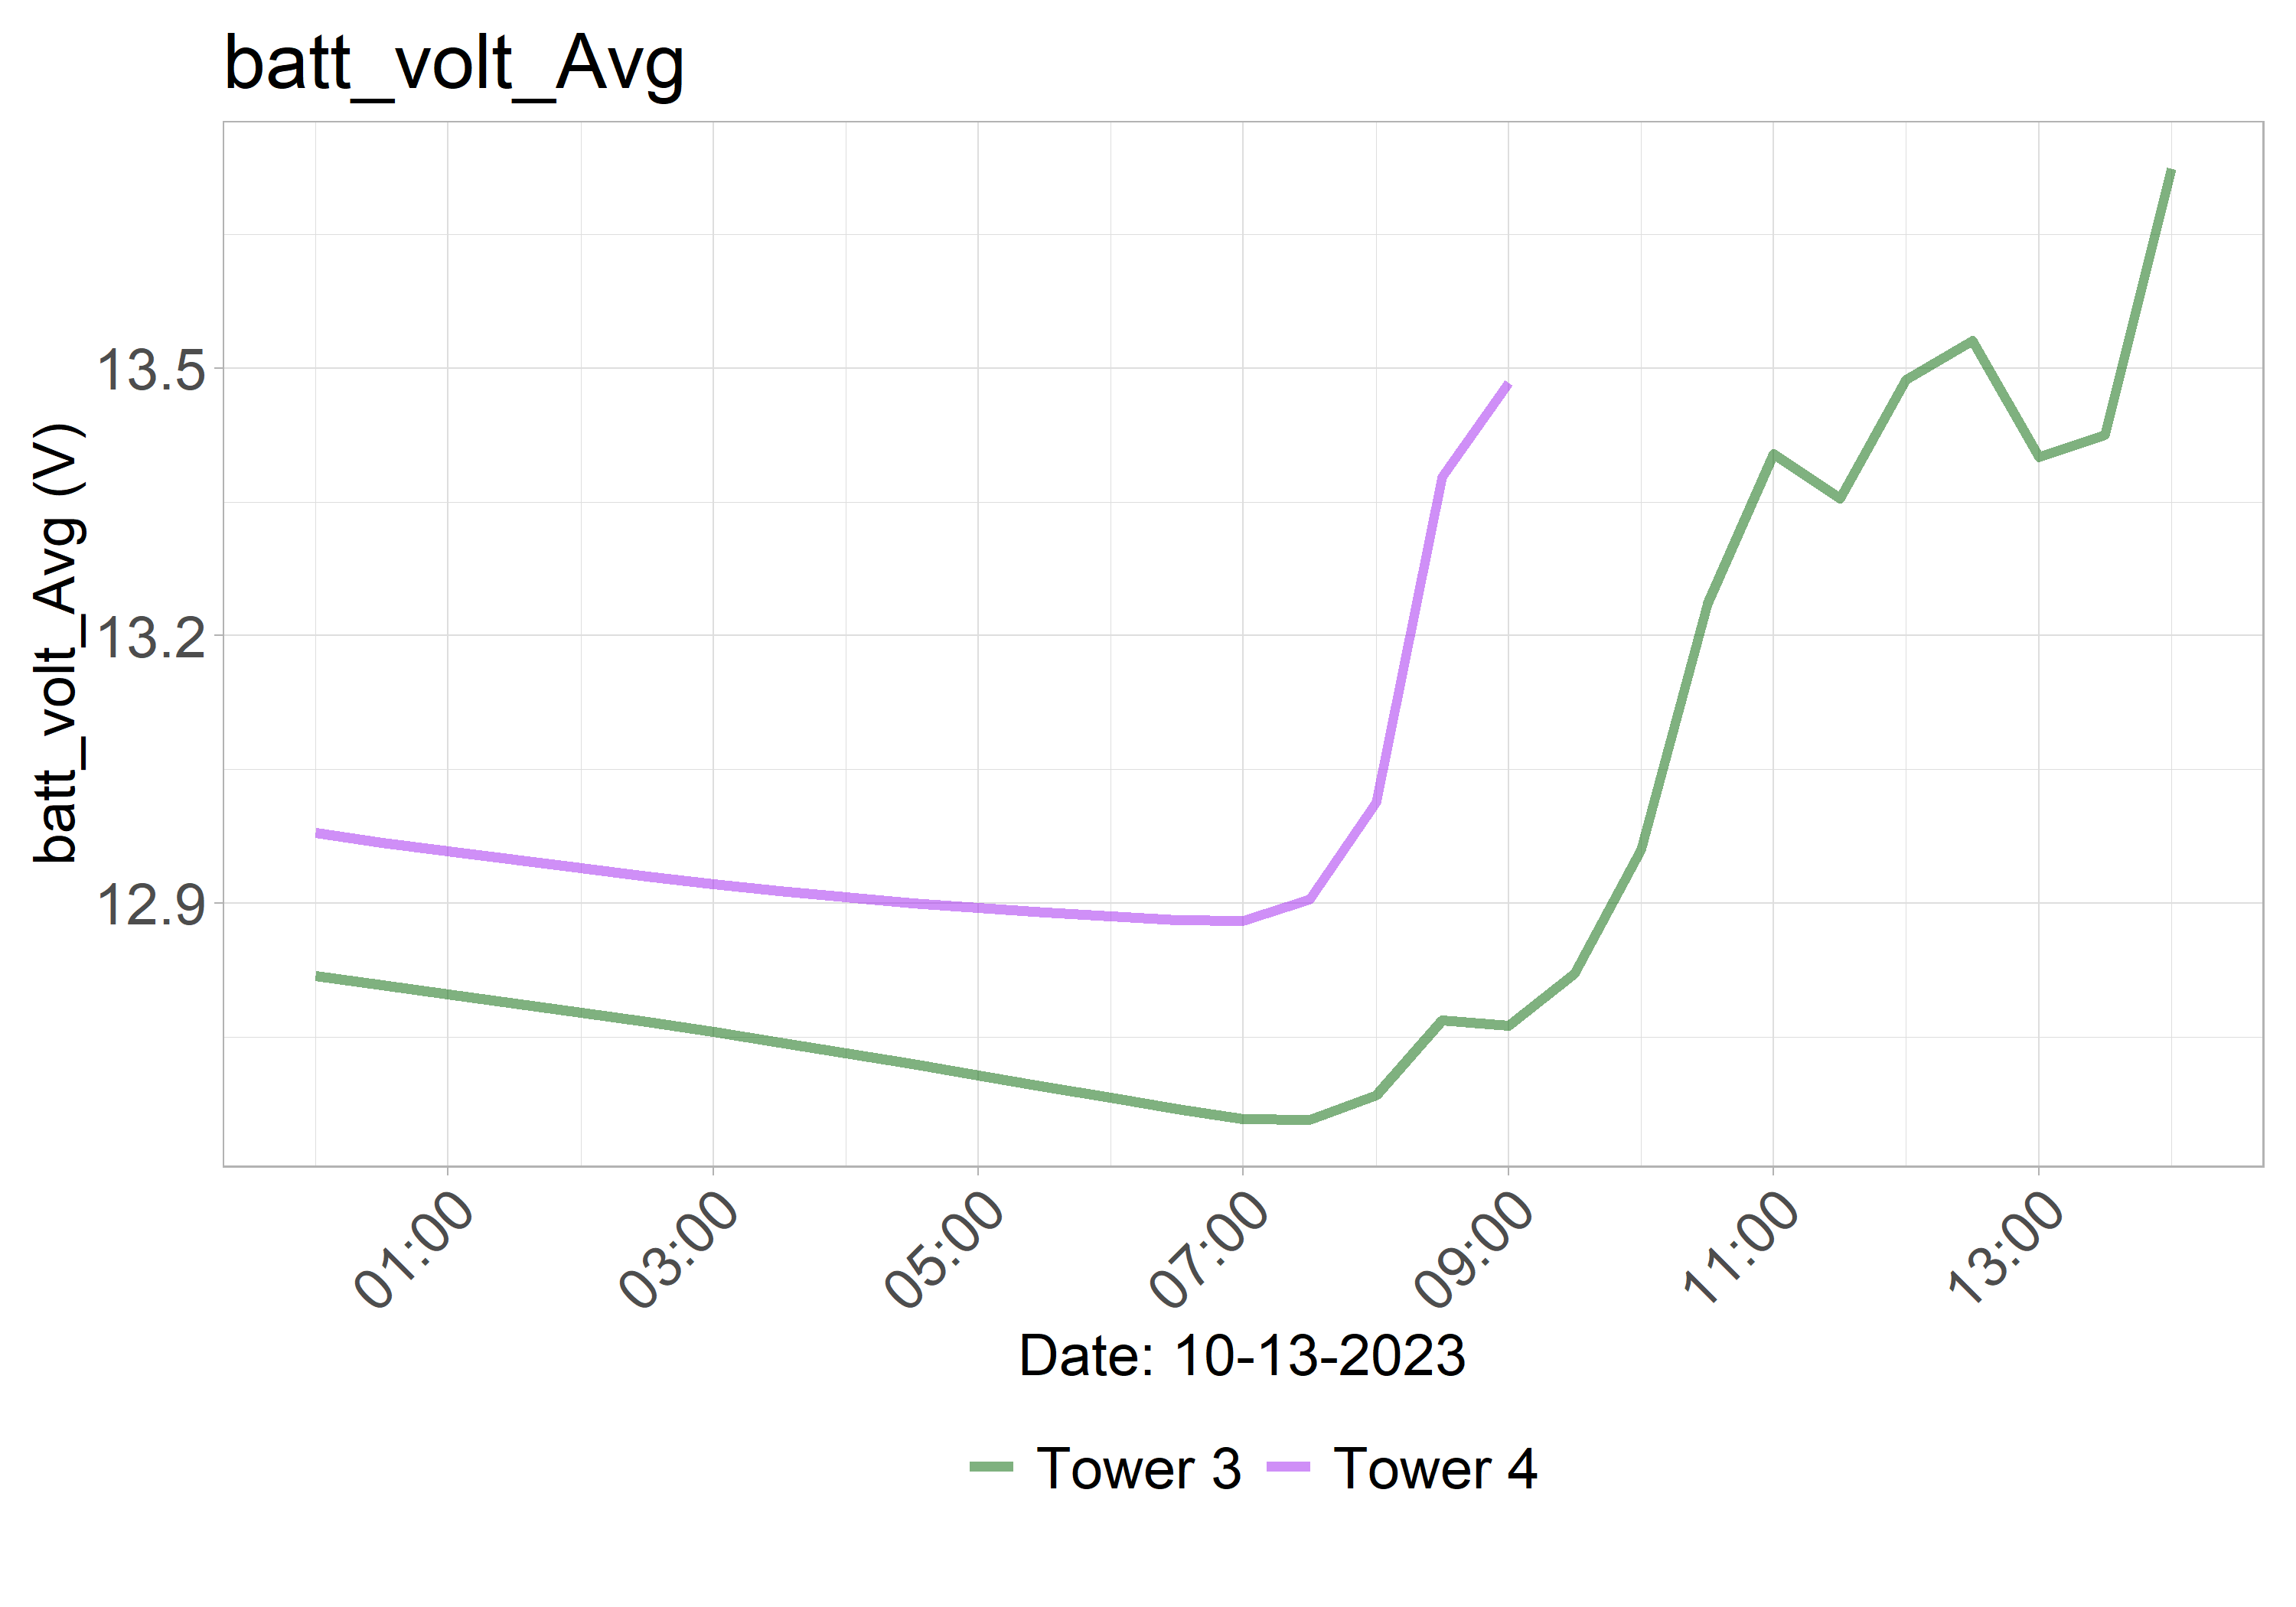 batt_volt_Avg
batt_volt_Avg (V)
13.5
13.2
12.9
01:00 03:00 05:00 07:00 09:00 11:00 13:00
Date: 10-13-2023
Tower 3 Tower 4